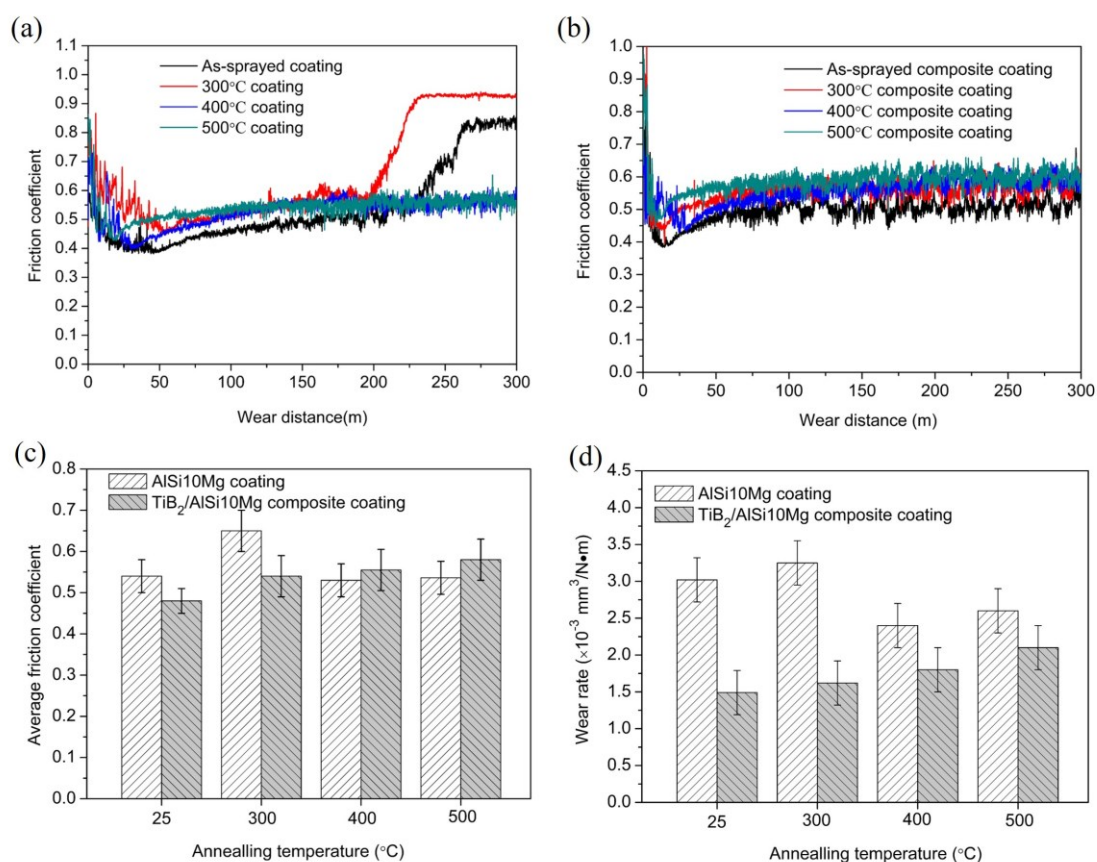 (a)
1.1
1.0
0.9
0.8
0.7
0.6
0.5
0.4
0.3
0.2
0.1
0.0
Friction coefficient
As-sprayed coating
300℃ coating
400℃ coating
500℃ coating
0 50 100 150 200 250 300
Wear distance(m)
(b)
1.0
0.9
0.8
0.7
0.6
0.5
0.4
0.3
0.2
0.1
0.0
Friction coefficient
As-sprayed composite coating
300℃ composite coating
400℃ composite coating
500℃ composite coating
0 50 100 150 200 250 300
Wear distance (m)
(c)
0.8
0.7
0.6
0.5
0.4
0.3
0.2
0.1
0.0
Average friction coefficient
AlSi10Mg coating
TiB₂/AlSi10Mg composite coating
25 300 400 500
Annealling temperature (°C)
(d)
4.5
4.0
3.5
3.0
2.5
2.0
1.5
1.0
0.5
0.0
Wear rate (×10⁻³ mm³/N•m)
AlSi10Mg coating
TiB₂/AlSi10Mg composite coating
25 300 400 500
Annealling temperature (°C)